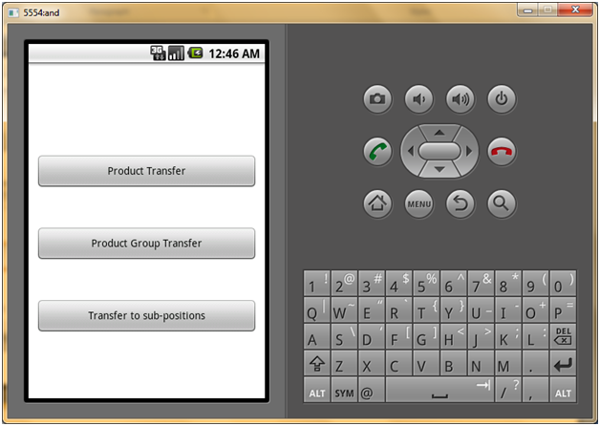 5554:and
3G
12:46 AM
Product Transfer
Product Group Transfer
Transfer to sub-positions
MENU
1 ! 2 @ 3 # 4 $ 5 % 6 ^ 7 & 8 * 9 ( 0 )
Q | W ~ E " R ` T { Y } U _ I - O + P =
A S \ D ' F [ G ] H < J > K ; L : DEL
Z X C V B N M .
ALT SYM @ / ? , ALT